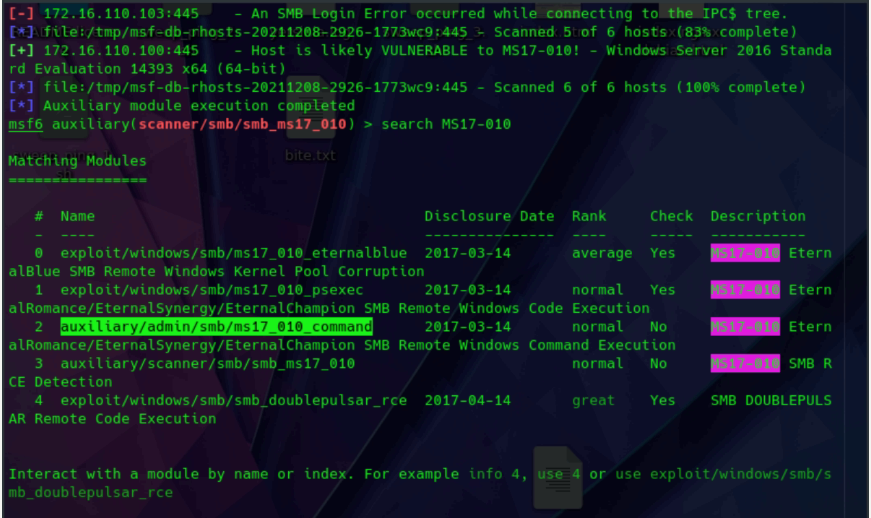 [-] 172.16.110.103:445    - An SMB Login Error occurred while connecting to the IPC$ tree.
[*] file:/tmp/msf-db-rhosts-20211208-2926-1773wc9:445 - Scanned 5 of 6 hosts (83% complete)
[+] 172.16.110.100:445    - Host is likely VULNERABLE to MS17-010! - Windows Server 2016 Standa
rd Evaluation 14393 x64 (64-bit)
[*] file:/tmp/msf-db-rhosts-20211208-2926-1773wc9:445 - Scanned 6 of 6 hosts (100% complete)
[*] Auxiliary module execution completed
msf6 auxiliary(scanner/smb/smb_ms17_010) > search MS17-010
bite.txt
Matching Modules
================
#  Name                                      Disclosure Date  Rank     Check  Description
-  ----                                      ---------------  ----     -----  -----------
0  exploit/windows/smb/ms17_010_eternalblue  2017-03-14       average  Yes    MS17-010 Etern
alBlue SMB Remote Windows Kernel Pool Corruption
1  exploit/windows/smb/ms17_010_psexec       2017-03-14       normal   Yes    MS17-010 Etern
alRomance/EternalSynergy/EternalChampion SMB Remote Windows Code Execution
2  auxiliary/admin/smb/ms17_010_command      2017-03-14       normal   No     MS17-010 Etern
alRomance/EternalSynergy/EternalChampion SMB Remote Windows Command Execution
3  auxiliary/scanner/smb/smb_ms17_010                         normal   No     MS17-010 SMB R
CE Detection
4  exploit/windows/smb/smb_doublepulsar_rce  2017-04-14       great    Yes    SMB DOUBLEPULS
AR Remote Code Execution
Interact with a module by name or index. For example info 4, use 4 or use exploit/windows/smb/s
mb_doublepulsar_rce